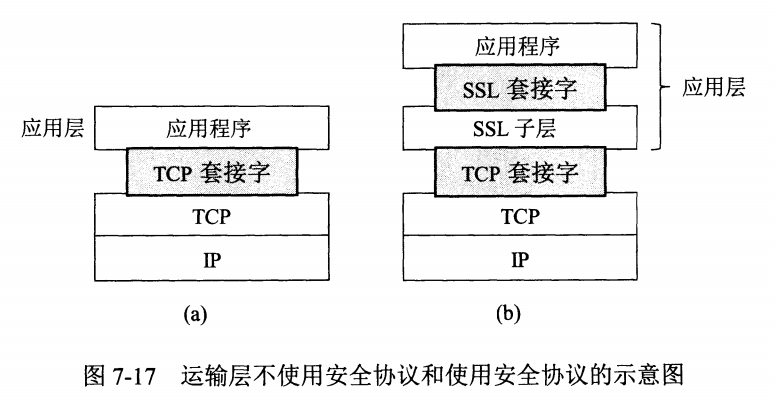 应用层
应用程序
TCP 套接字
TCP
IP
(a)
应用程序
SSL 套接字
SSL 子层
TCP 套接字
TCP
IP
应用层
(b)
图 7-17 运输层不使用安全协议和使用安全协议的示意图